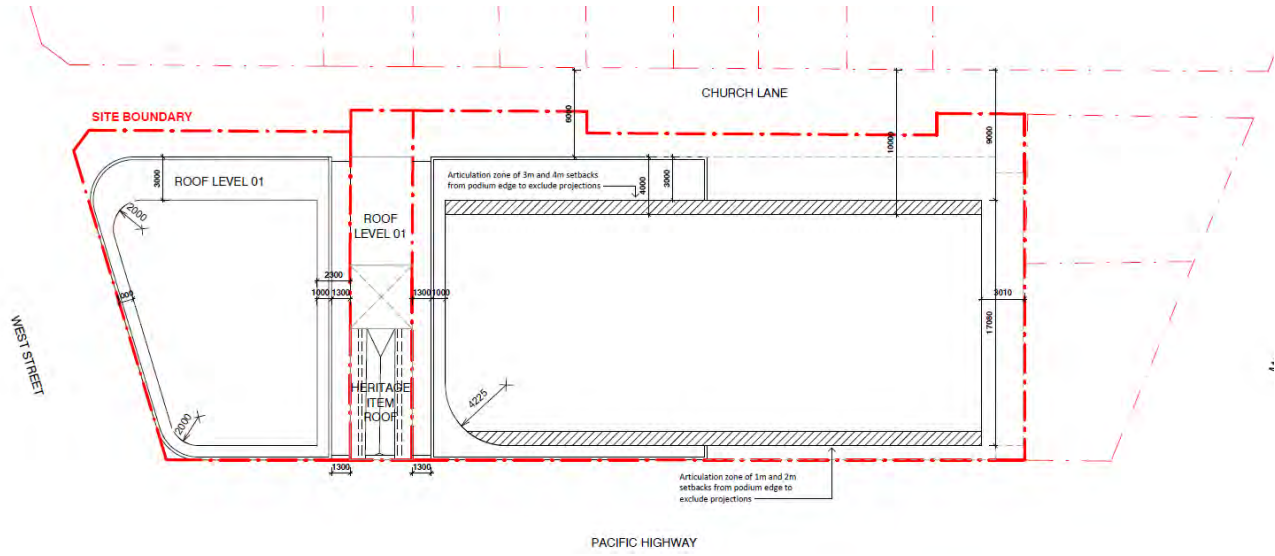 CHURCH LANE
SITE BOUNDARY
10000
9000
ROOF LEVEL 01
3000
Articulation zone of 3m and 4m setbacks
from podium edge to exclude projections
4000
3000
2000
ROOF
LEVEL 01
2300
1000
1300
1300
1000
3010
17080
WEST STREET
HERITAGE
ITEM
ROOF
4225
2000
1300
1300
Articulation zone of 1m and 2m
setbacks from podium edge to
exclude projections
PACIFIC HIGHWAY